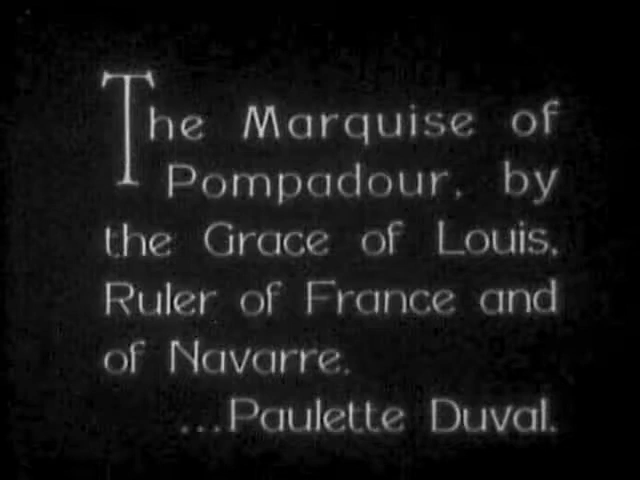 The Marquise of
Pompadour, by
the Grace of Louis,
Ruler of France and
of Navarre.
...Paulette Duval.